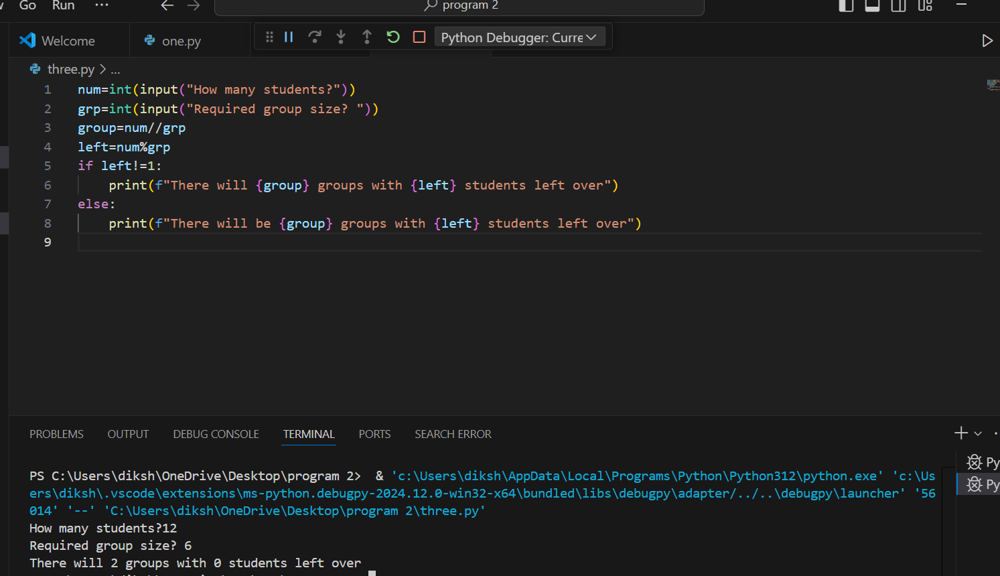 Go Run ...
program 2
Welcome one.py Python Debugger: Curre
three.py > ...
1 num=int(input("How many students?"))
2 grp=int(input("Required group size? "))
3 group=num//grp
4 left=num%grp
5 if left!=1:
6 print(f"There will {group} groups with {left} students left over")
7 else:
8 print(f"There will be {group} groups with {left} students left over")
9
PROBLEMS OUTPUT DEBUG CONSOLE TERMINAL PORTS SEARCH ERROR
PS C:\Users\diksh\OneDrive\Desktop\program 2> & 'c:\Users\diksh\AppData\Local\Programs\Python\Python312\python.exe' 'c:\Us
ers\diksh\.vscode\extensions\ms-python.debugpy-2024.12.0-win32-x64\bundled\libs\debugpy\adapter/../..\debugpy\launcher' '56
014' '--' 'C:\Users\diksh\OneDrive\Desktop\program 2\three.py'
How many students?12
Required group size? 6
There will 2 groups with 0 students left over
Py
Py